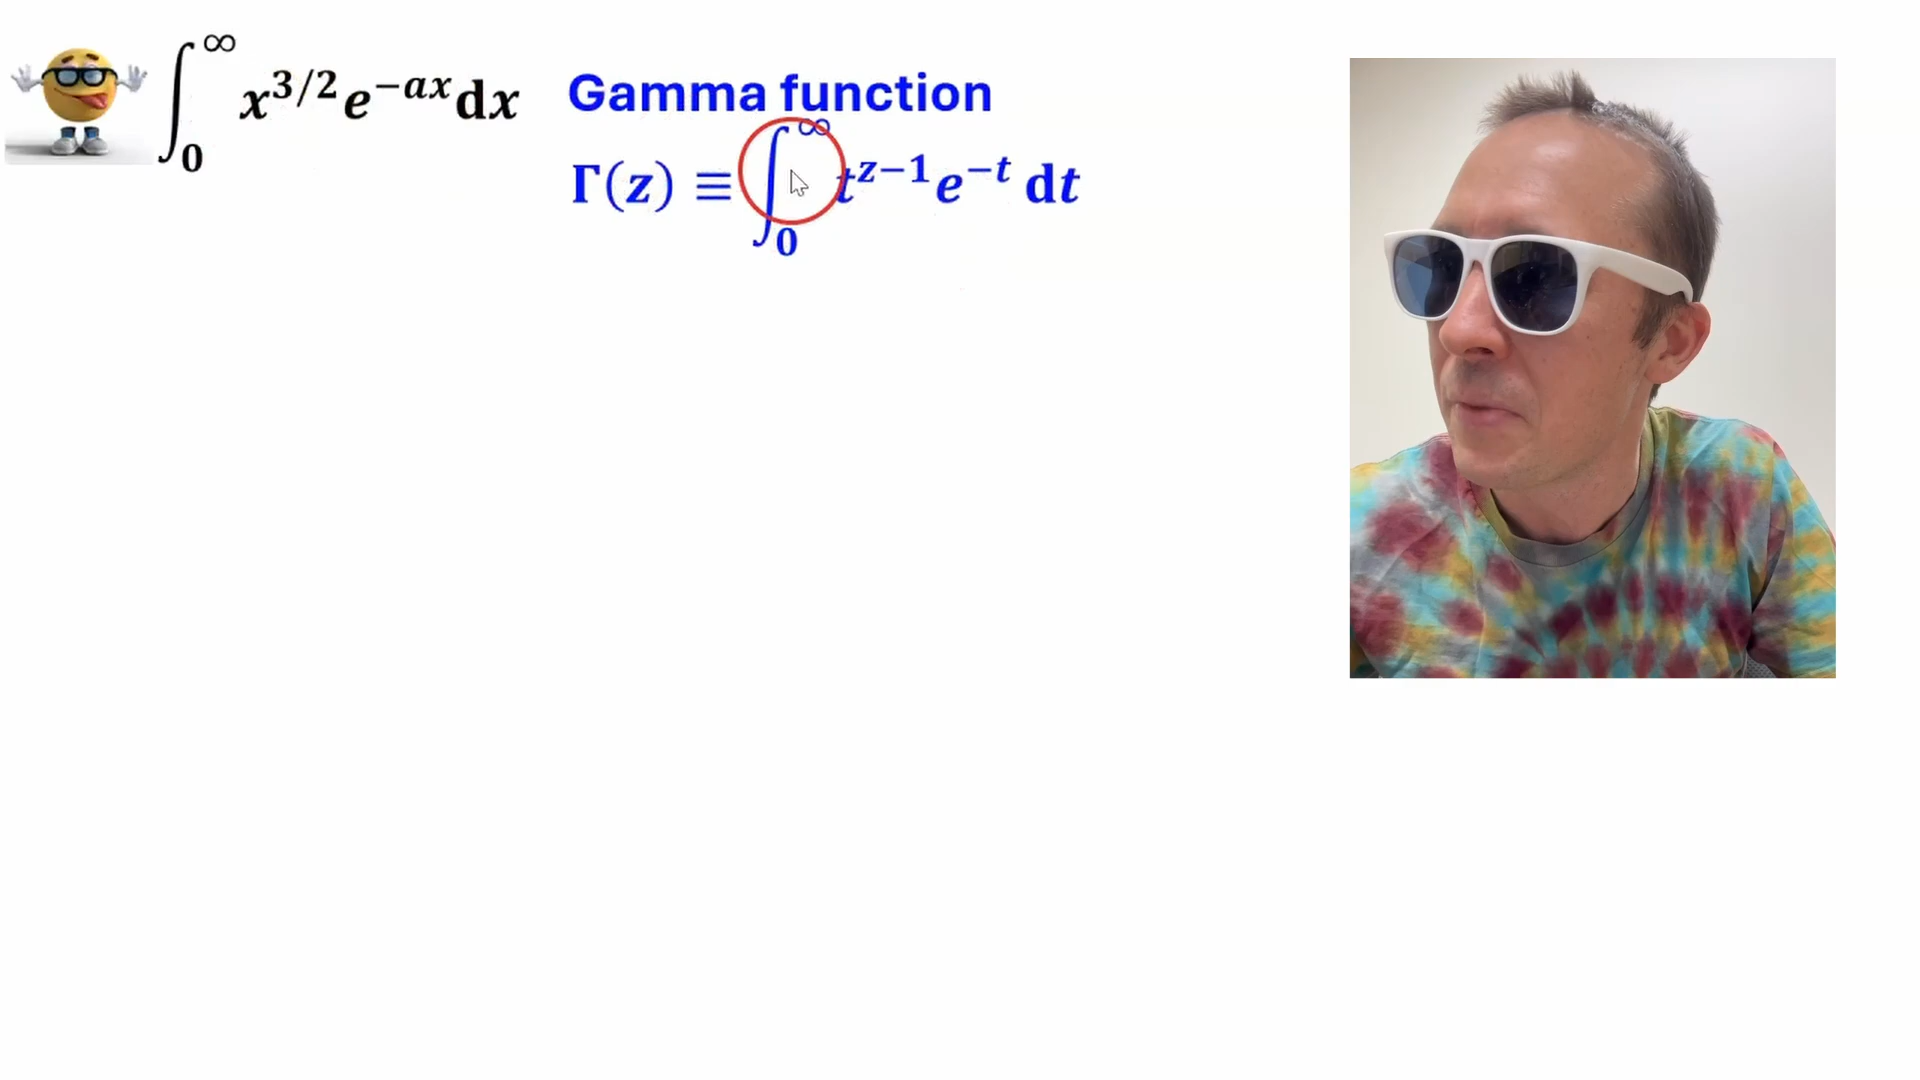 ∫₀^∞ x^{3/2} e^{−ax} dx
Gamma function
Γ(z) ≡ ∫₀^∞ t^{z−1} e^{−t} dt